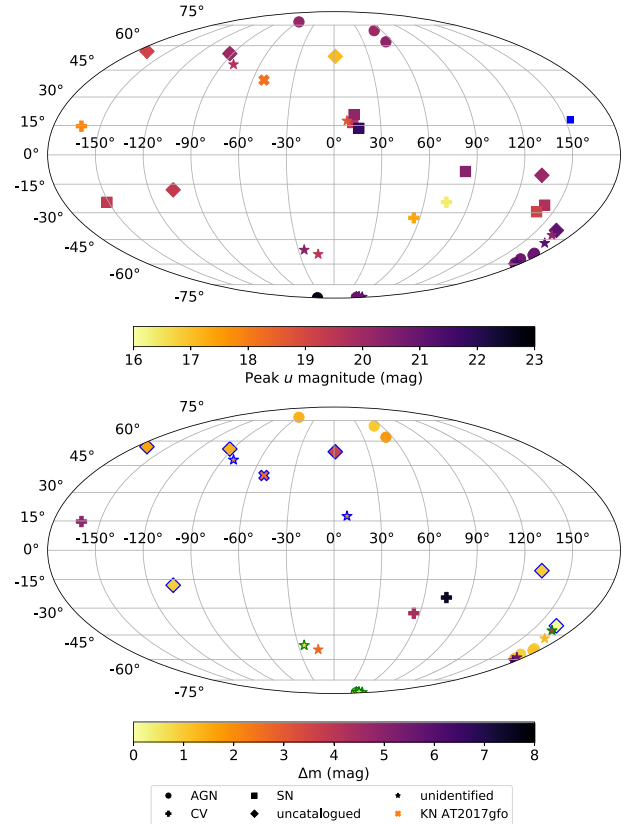 75°
60°
45°
30°
15°
-150° -120° -90° -60° -30° 0° 30° 60° 90° 120° 150°
0°
-15°
-30°
-45°
-60°
-75°
16 17 18 19 20 21 22 23
Peak u magnitude (mag)
75°
60°
45°
30°
15°
0°
-150° -120° -90° -60° -30° 0° 30° 60° 90° 120° 150°
-15°
-30°
-45°
-60°
-75°
0 1 2 3 4 5 6 7 8
Δm (mag)
AGN SN unidentified
CV uncatalogued KN AT2017gfo